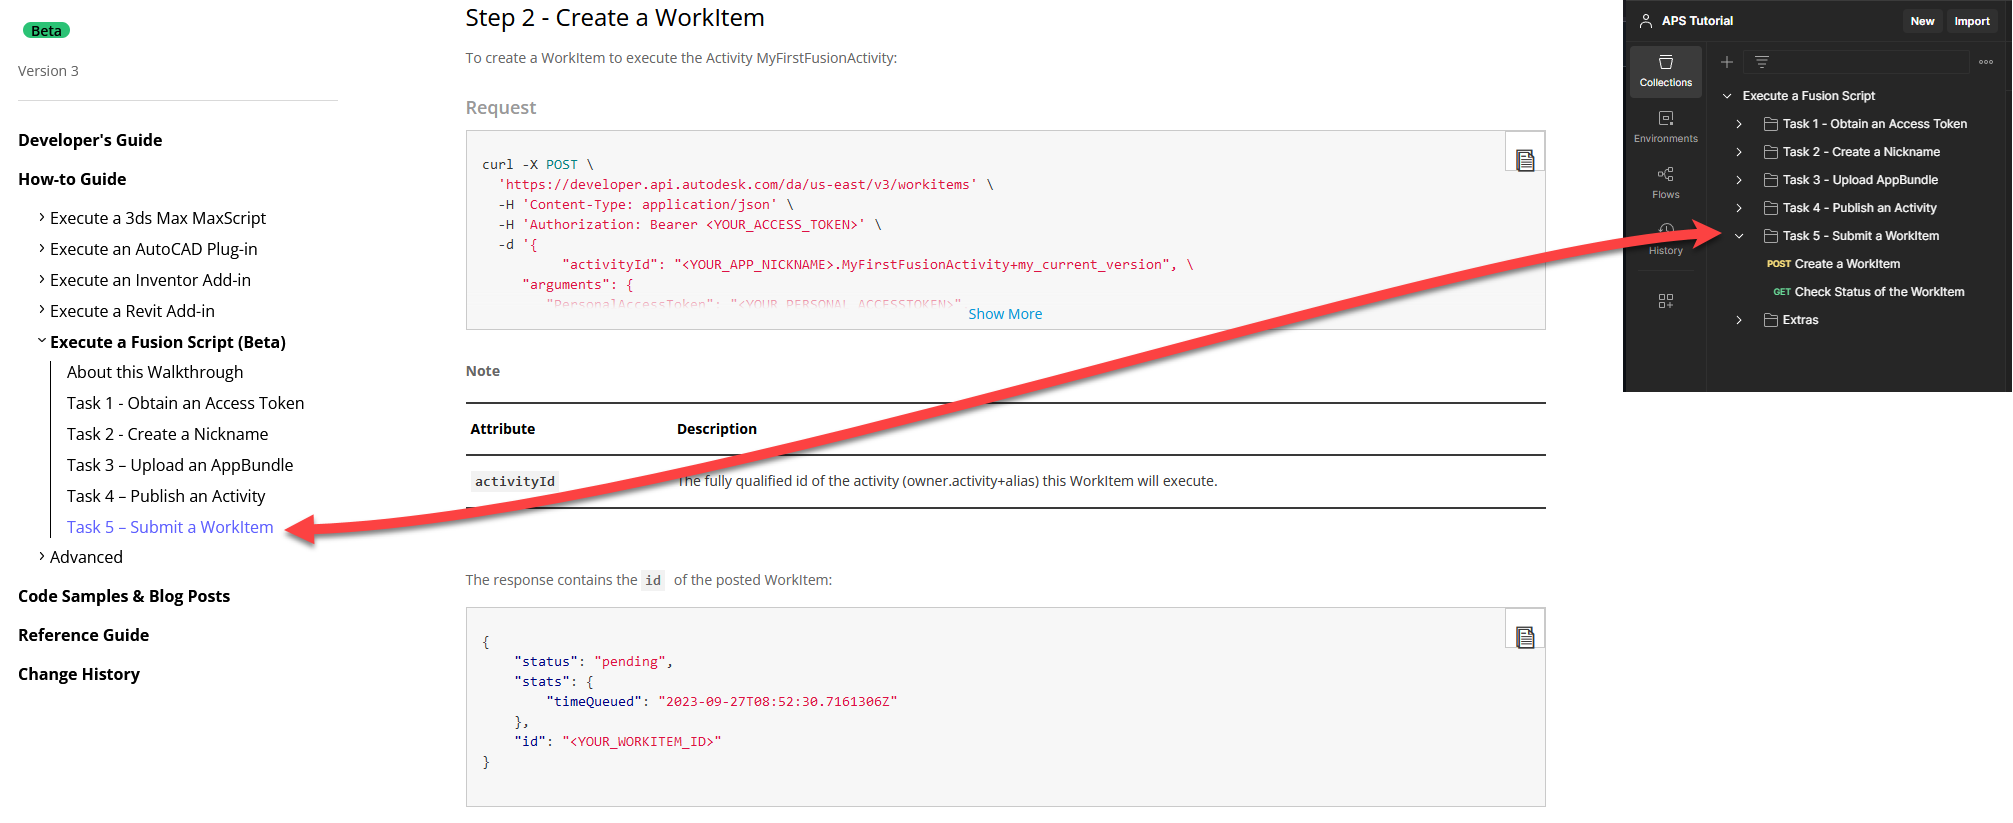 Beta
Version 3
Developer's Guide
How-to Guide
Execute a 3ds Max MaxScript
Execute an AutoCAD Plug-in
Execute an Inventor Add-in
Execute a Revit Add-in
Execute a Fusion Script (Beta)
About this Walkthrough
Task 1 - Obtain an Access Token
Task 2 - Create a Nickname
Task 3 – Upload an AppBundle
Task 4 – Publish an Activity
Task 5 – Submit a WorkItem
Advanced
Code Samples & Blog Posts
Reference Guide
Change History
Step 2 - Create a WorkItem
To create a WorkItem to execute the Activity MyFirstFusionActivity:
Request
curl -X POST \
'https://developer.api.autodesk.com/da/us-east/v3/workitems' \
-H 'Content-Type: application/json' \
-H 'Authorization: Bearer <YOUR_ACCESS_TOKEN>' \
-d '{
"activityId": "<YOUR_APP_NICKNAME>.MyFirstFusionActivity+my_current_version", \
"arguments": {
"PersonalAccessToken": "<YOUR_PERSONAL_ACCESSTOKEN>"
Show More
Note
Attribute Description
activityId The fully qualified id of the activity (owner.activity+alias) this WorkItem will execute.
The response contains the id of the posted WorkItem:
{
"status": "pending",
"stats": {
"timeQueued": "2023-09-27T08:52:30.7161306Z"
},
"id": "<YOUR_WORKITEM_ID>"
}
APS Tutorial
New
Import
Collections
Environments
Flows
History
Execute a Fusion Script
Task 1 - Obtain an Access Token
Task 2 - Create a Nickname
Task 3 - Upload AppBundle
Task 4 - Publish an Activity
Task 5 - Submit a WorkItem
POST Create a WorkItem
GET Check Status of the WorkItem
Extras